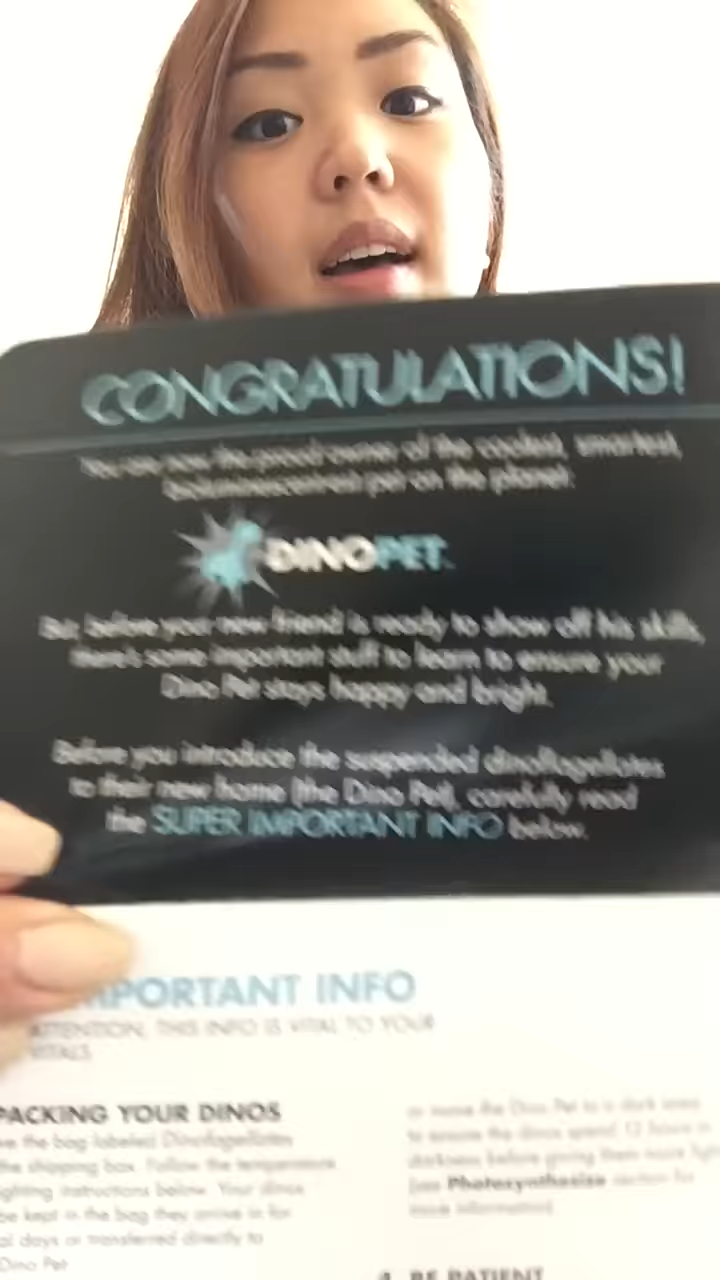 CONGRATULATIONS!
You are now the proud owner of the coolest, smartest,
bioluminescent-est pet on the planet:
DINOPET.
But, before your new friend is ready to show off his skills,
there's some important stuff to learn to ensure your
Dino Pet stays happy and bright.
Before you introduce the suspended dinoflagellates
to their new home (the Dino Pet), carefully read
the SUPER IMPORTANT INFO below.
IMPORTANT INFO
ATTENTION, THIS INFO IS VITAL TO YOUR
PACKING YOUR DINOS
the bag labeled Dinoflagellates
the shipping box. Follow the temperature
lighting instructions below. Your dinos
be kept in the bag they arrive in for
days or transferred directly to
Dino Pet
or move the Dino Pet to a dark area
to ensure the dinos spend 12 hours in
darkness before giving them more light
(see Photosynthesize section for
more information)
4. BE PATIENT